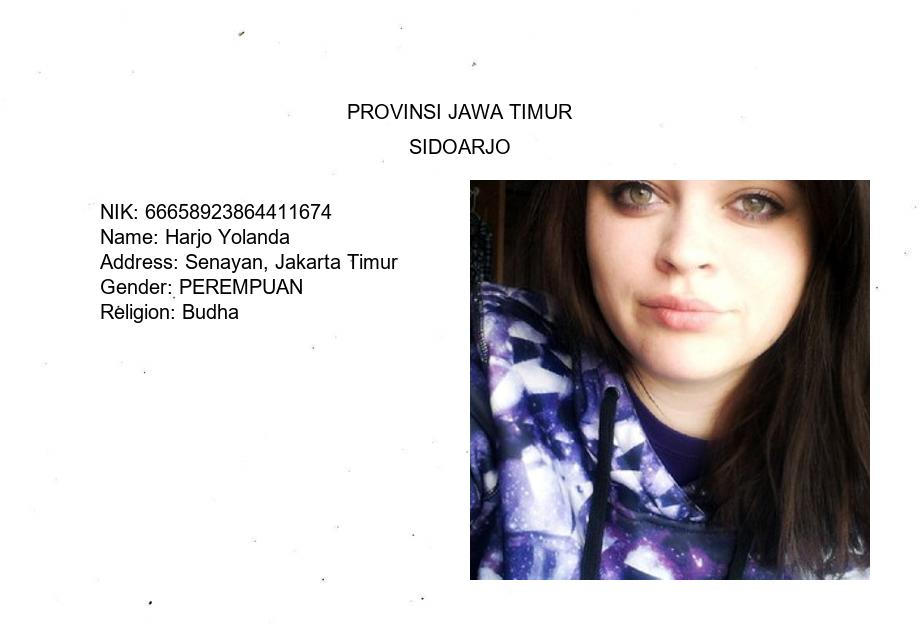 PROVINSI JAWA TIMUR
SIDOARJO
NIK: 66658923864411674
Name: Harjo Yolanda
Address: Senayan, Jakarta Timur
Gender: PEREMPUAN
Religion: Budha